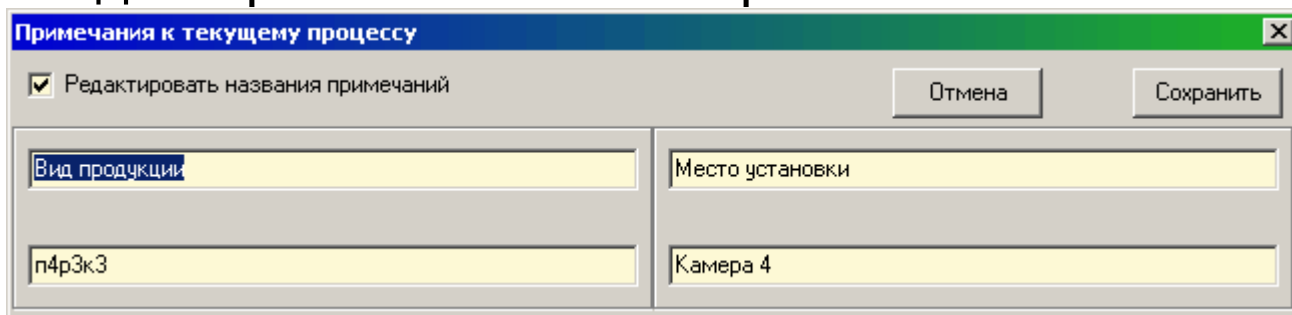 Примечания к текущему процессу
Редактировать названия примечаний
Отмена
Сохранить
Вид продукции
Место установки
п4р3к3
Камера 4